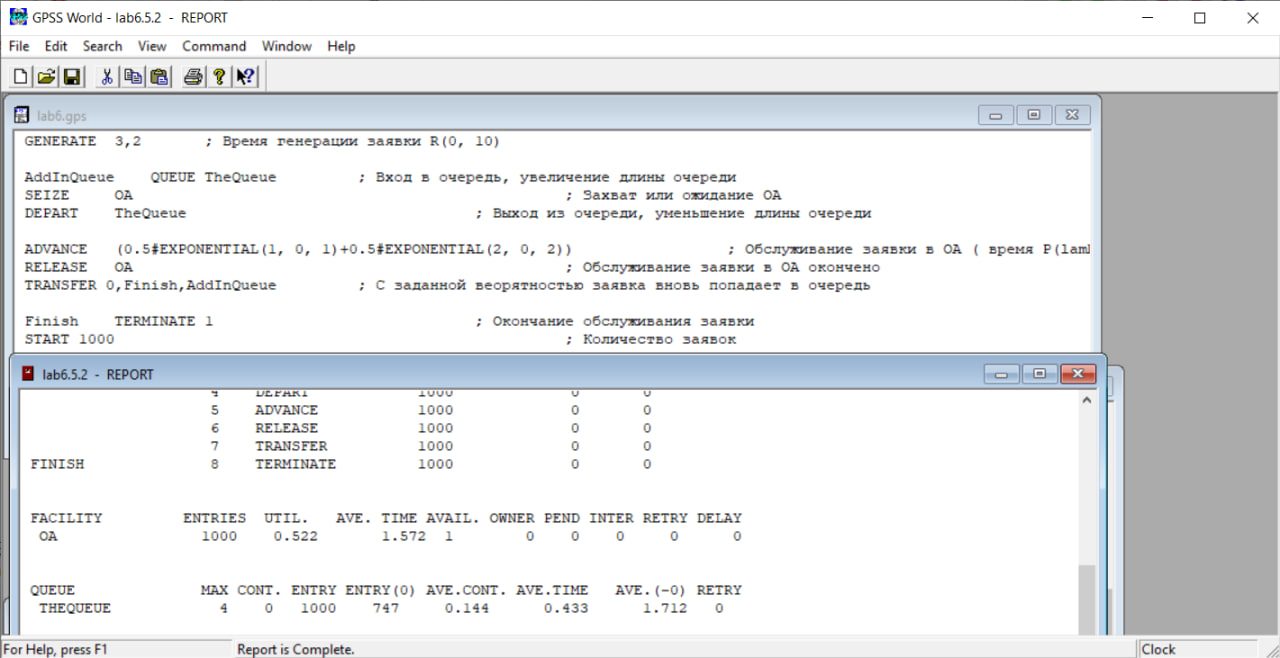 GPSS World - lab6.5.2 - REPORT
File Edit Search View Command Window Help
lab6.gps
GENERATE 3,2 ; Время генерации заявки R(0, 10)
AddInQueue QUEUE TheQueue ; Вход в очередь, увеличение длины очереди
SEIZE OA ; Захват или ожидание ОА
DEPART TheQueue ; Выход из очереди, уменьшение длины очереди
ADVANCE (0.5#EXPONENTIAL(1, 0, 1)+0.5#EXPONENTIAL(2, 0, 2)) ; Обслуживание заявки в ОА ( время P(laml
RELEASE OA ; Обслуживание заявки в ОА окончено
TRANSFER 0,Finish,AddInQueue ; С заданной веорятностью заявка вновь попадает в очередь
Finish TERMINATE 1 ; Окончание обслуживания заявки
START 1000 ; Количество заявок
lab6.5.2 - REPORT
4 DEPART 1000 0 0
5 ADVANCE 1000 0 0
6 RELEASE 1000 0 0
7 TRANSFER 1000 0 0
FINISH 8 TERMINATE 1000 0 0
FACILITY ENTRIES UTIL. AVE. TIME AVAIL. OWNER PEND INTER RETRY DELAY
OA 1000 0.522 1.572 1 0 0 0 0 0
QUEUE MAX CONT. ENTRY ENTRY(0) AVE.CONT. AVE.TIME AVE.(-0) RETRY
THEQUEUE 4 0 1000 747 0.144 0.433 1.712 0
For Help, press F1 Report is Complete. Clock